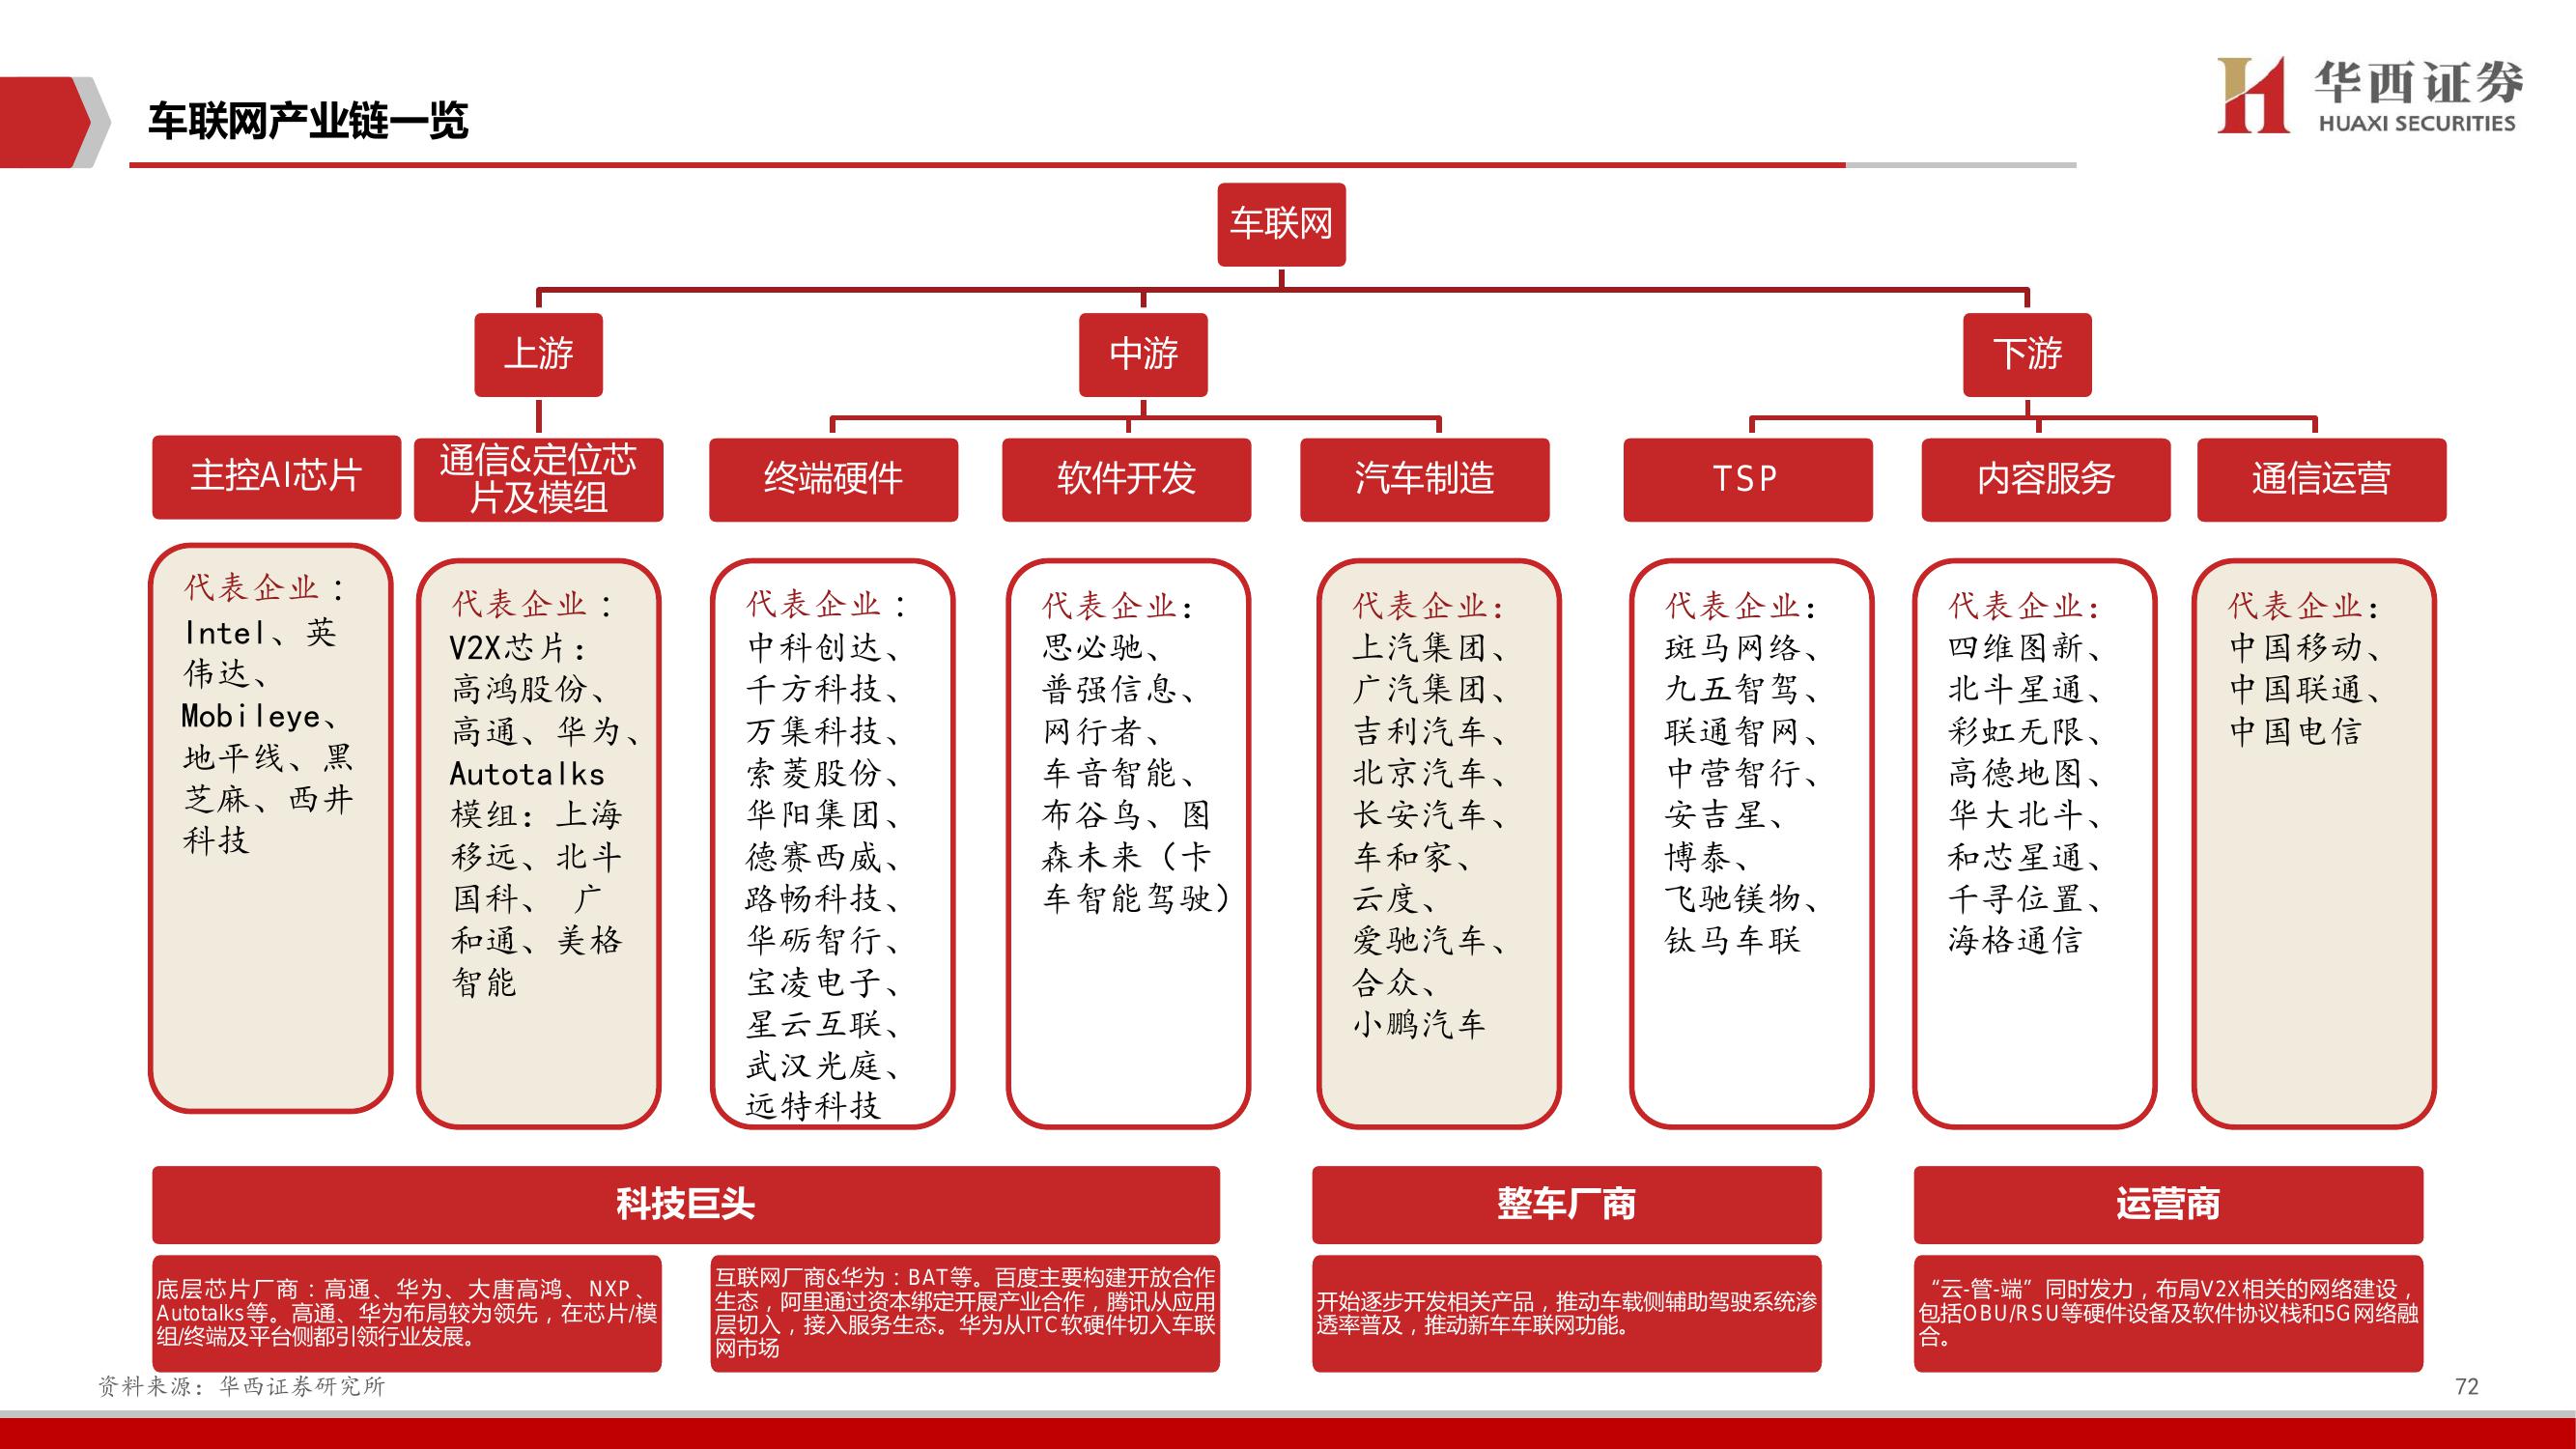 车联网产业链一览
华西证券
HUAXI SECURITIES
车联网
上游
中游
下游
主控AI芯片
通信&定位芯
片及模组
终端硬件
软件开发
汽车制造
TSP
内容服务
通信运营
代表企业：
Intel、英
伟达、
Mobileye、
地平线、黑
芝麻、西井
科技
代表企业：
V2X芯片：
高鸿股份、
高通、华为、
Autotalks
模组：上海
移远、北斗
国科、 广
和通、美格
智能
代表企业：
中科创达、
千方科技、
万集科技、
索菱股份、
华阳集团、
德赛西威、
路畅科技、
华砺智行、
宝凌电子、
星云互联、
武汉光庭、
远特科技
代表企业：
思必驰、
普强信息、
网行者、
车音智能、
布谷鸟、图
森未来（卡
车智能驾驶）
代表企业：
上汽集团、
广汽集团、
吉利汽车、
北京汽车、
长安汽车、
车和家、
云度、
爱驰汽车、
合众、
小鹏汽车
代表企业：
斑马网络、
九五智驾、
联通智网、
中营智行、
安吉星、
博泰、
飞驰镁物、
钛马车联
代表企业：
四维图新、
北斗星通、
彩虹无限、
高德地图、
华大北斗、
和芯星通、
千寻位置、
海格通信
代表企业：
中国移动、
中国联通、
中国电信
科技巨头
整车厂商
运营商
底层芯片厂商：高通、华为、大唐高鸿、NXP、
Autotalks等。高通、华为布局较为领先，在芯片/模
组/终端及平台侧都引领行业发展。
互联网厂商&华为：BAT等。百度主要构建开放合作
生态，阿里通过资本绑定开展产业合作，腾讯从应用
层切入，接入服务生态。华为从ITC软硬件切入车联
网市场
开始逐步开发相关产品，推动车载侧辅助驾驶系统渗
透率普及，推动新车车联网功能。
“云-管-端”同时发力，布局V2X相关的网络建设，
包括OBU/RSU等硬件设备及软件协议栈和5G网络融
合。
资料来源：华西证券研究所
72